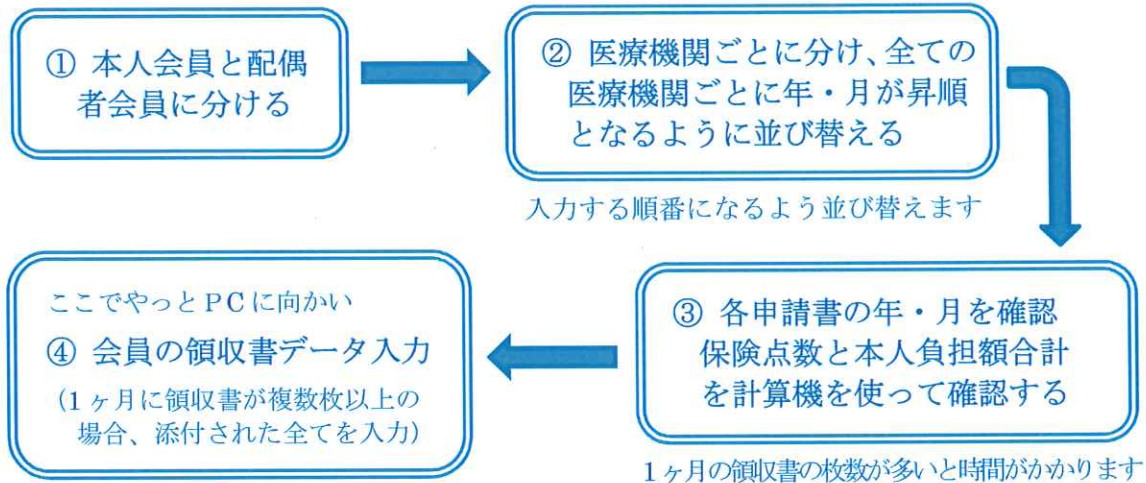 ① 本人会員と配偶
者会員に分ける
② 医療機関ごとに分け、全ての
医療機関ごとに年・月が昇順
となるように並び替える
入力する順番になるよう並び替えます
③ 各申請書の年・月を確認
保険点数と本人負担額合計
を計算機を使って確認する
1ヶ月の領収書の枚数が多いと時間がかかります
ここでやっとPCに向かい
④ 会員の領収書データ入力
(1ヶ月に領収書が複数枚以上の
場合、添付された全てを入力)